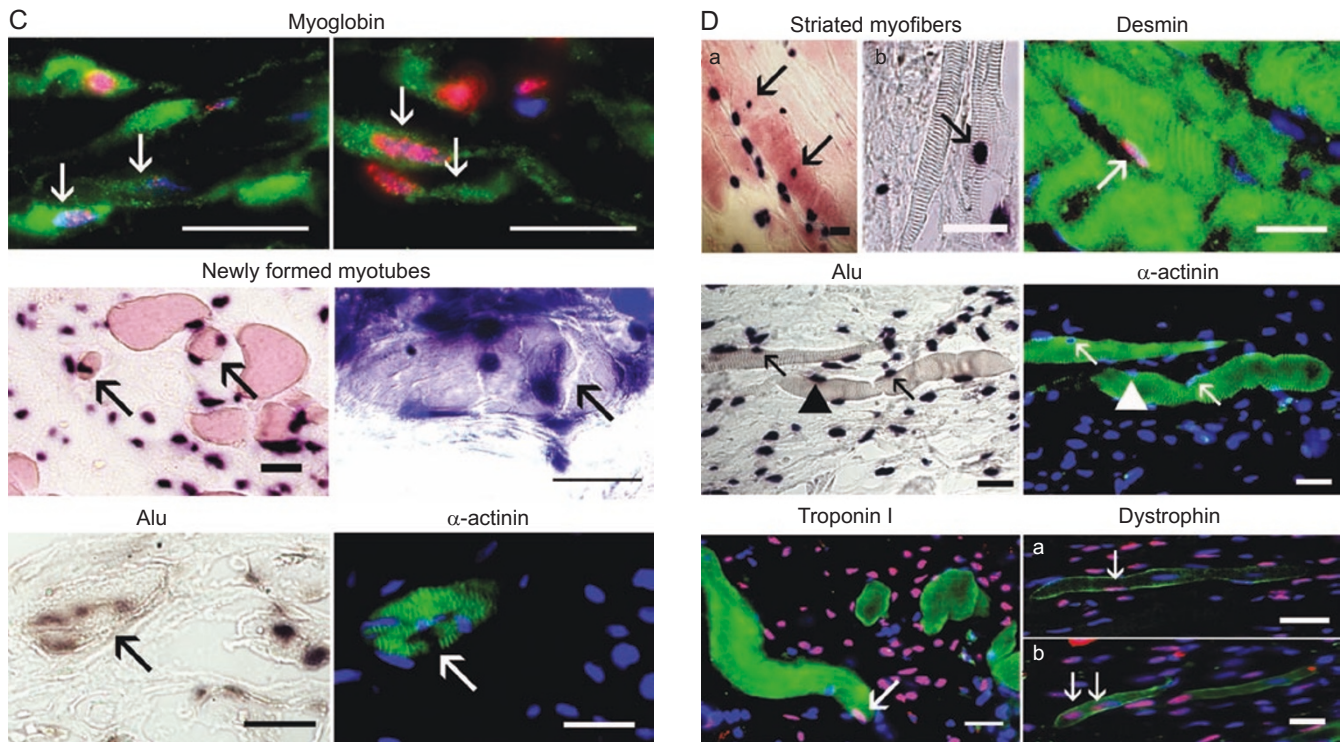 C
Myoglobin
Newly formed myotubes
Alu
α-actinin
D
Striated myofibers
Desmin
a
b
Alu
α-actinin
Troponin I
Dystrophin
a
b